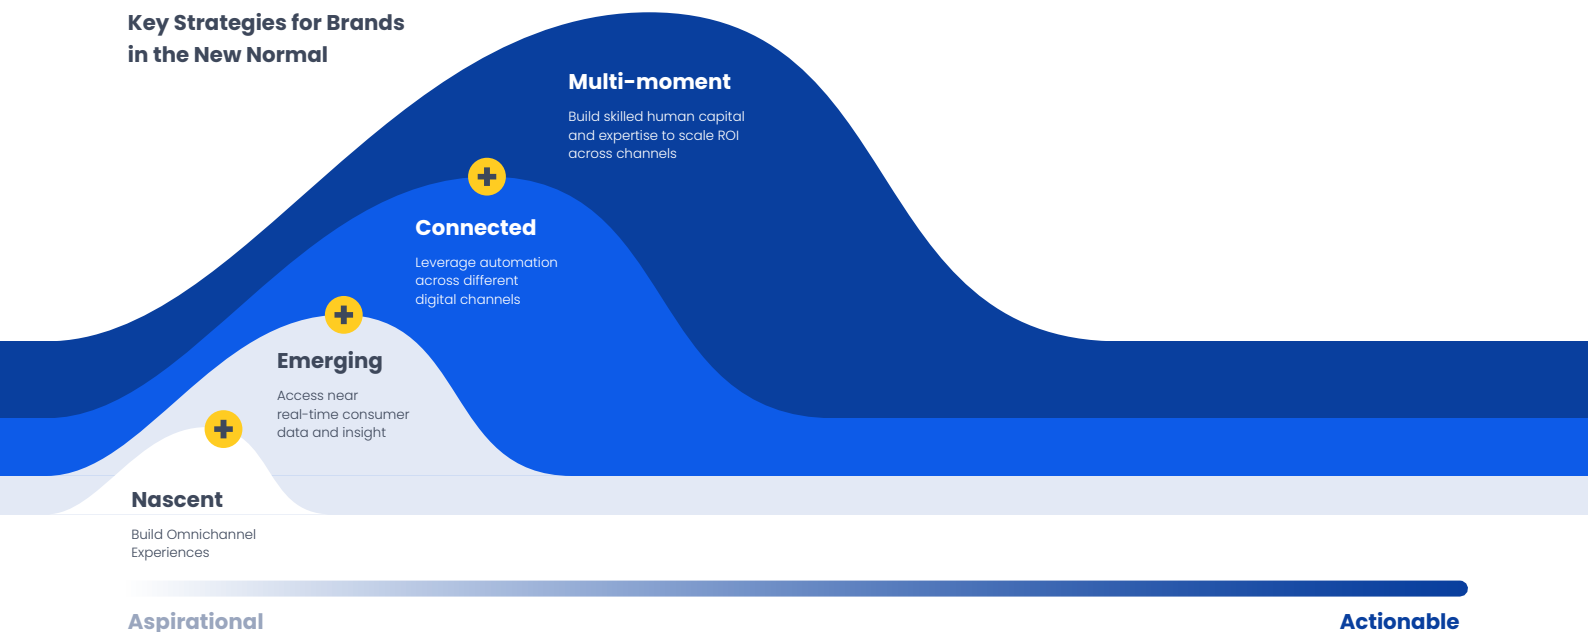 Key Strategies for Brands
in the New Normal
Multi-moment
Build skilled human capital
and expertise to scale ROI
across channels
Connected
Leverage automation
across different
digital channels
Emerging
Access near
real-time consumer
data and insight
Nascent
Build Omnichannel
Experiences
Aspirational
Actionable